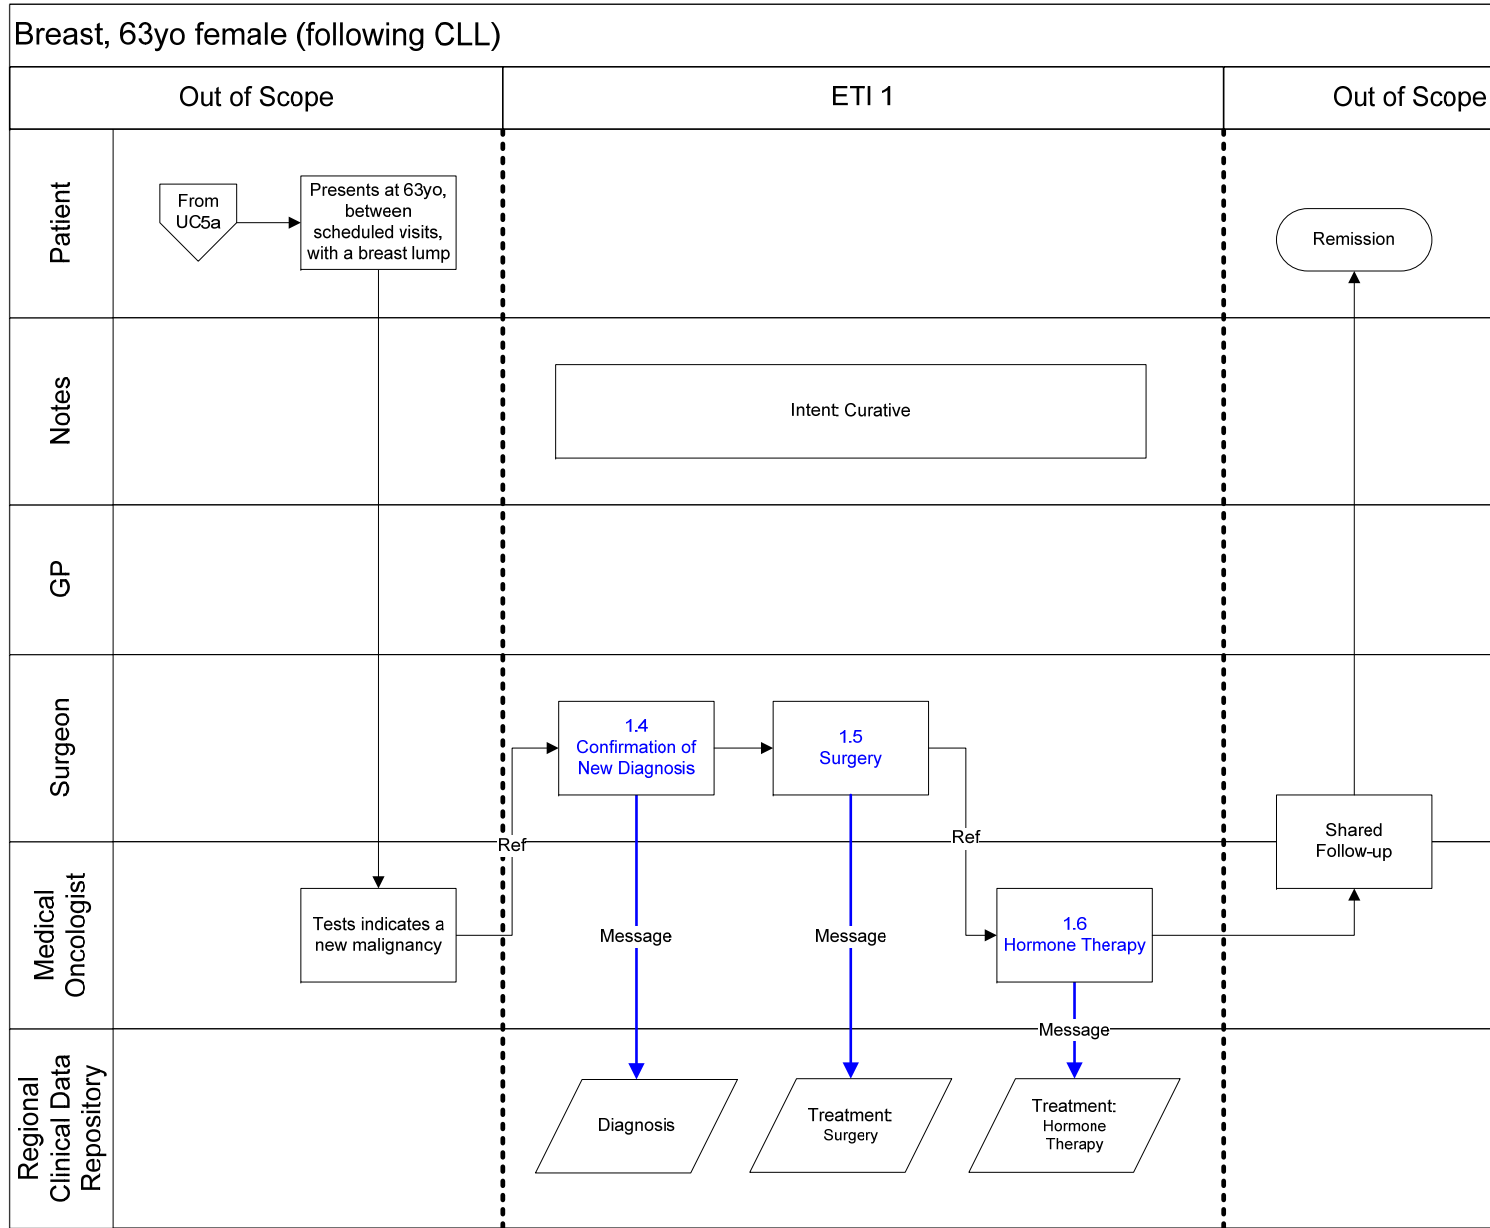 Breast, 63yo female (following CLL)
Out of Scope
ETI 1
Out of Scope
Patient
From
UC5a
Presents at 63yo,
between
scheduled visits,
with a breast lump
Remission
Notes
Intent: Curative
GP
Surgeon
1.4
Confirmation of
New Diagnosis
1.5
Surgery
Ref
Ref
Shared
Follow-up
Medical
Oncologist
Tests indicates a
new malignancy
Message
Message
1.6
Hormone Therapy
Message
Regional
Clinical Data
Repository
Diagnosis
Treatment:
Surgery
Treatment:
Hormone
Therapy